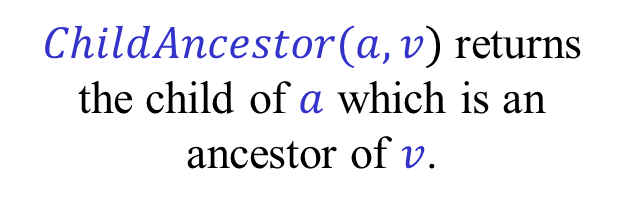 ChildAncestor(a, v) returns
the child of a which is an
ancestor of v.